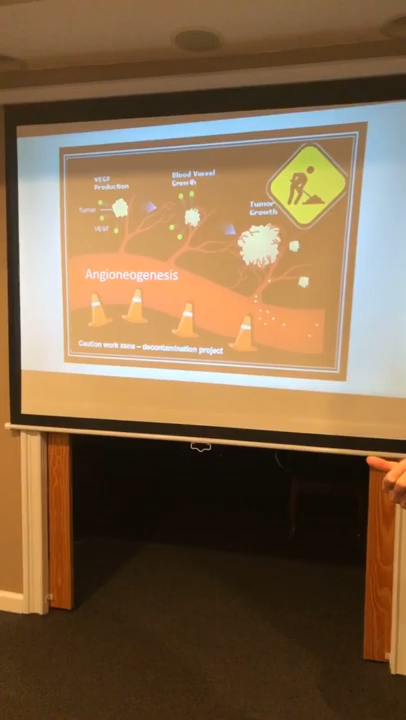 VEGF
Production
Blood Vessel
Growth
Tumor
Tumor
Growth
VEGF
Angioneogenesis
Caution work zone – decontamination project